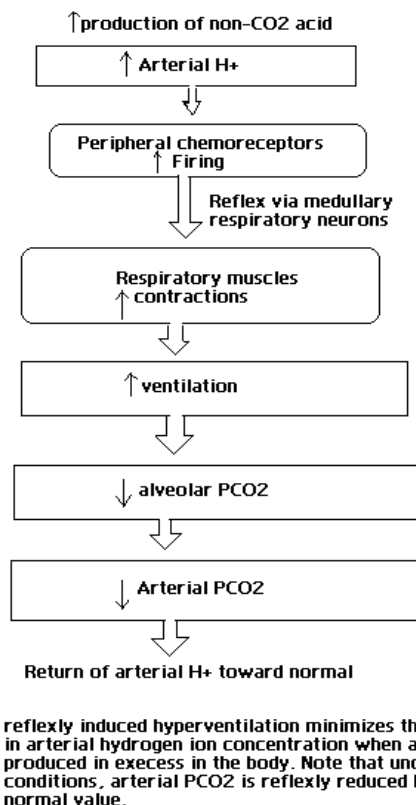 ↑production of non-CO2 acid
↑ Arterial H+
Peripheral chemoreceptors
↑ Firing
Reflex via medullary
respiratory neurons
Respiratory muscles
↑ contractions
↑ ventilation
↓ alveolar PCO2
↓ Arterial PCO2
Return of arterial H+ toward normal
reflexly induced hyperventilation minimizes th
in arterial hydrogen ion concentration when a
produced in execess in the body. Note that und
conditions, arterial PCO2 is reflexly reduced
normal value.